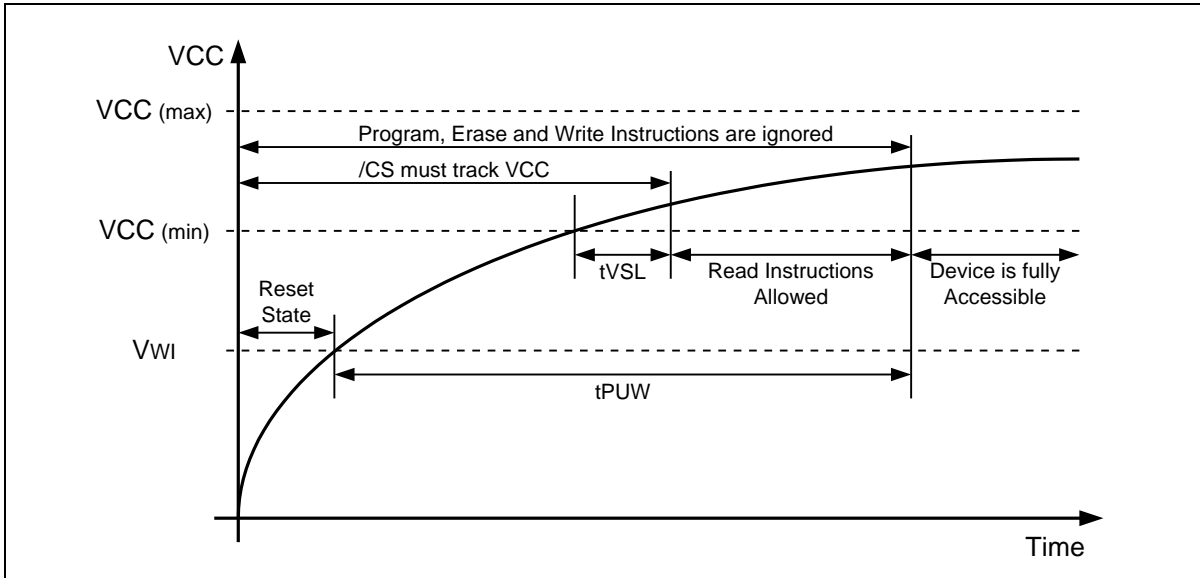 VCC
VCC (max)
Program, Erase and Write Instructions are ignored
/CS must track VCC
VCC (min)
tVSL
Read Instructions
Allowed
Device is fully
Accessible
Reset
State
VWI
tPUW
Time